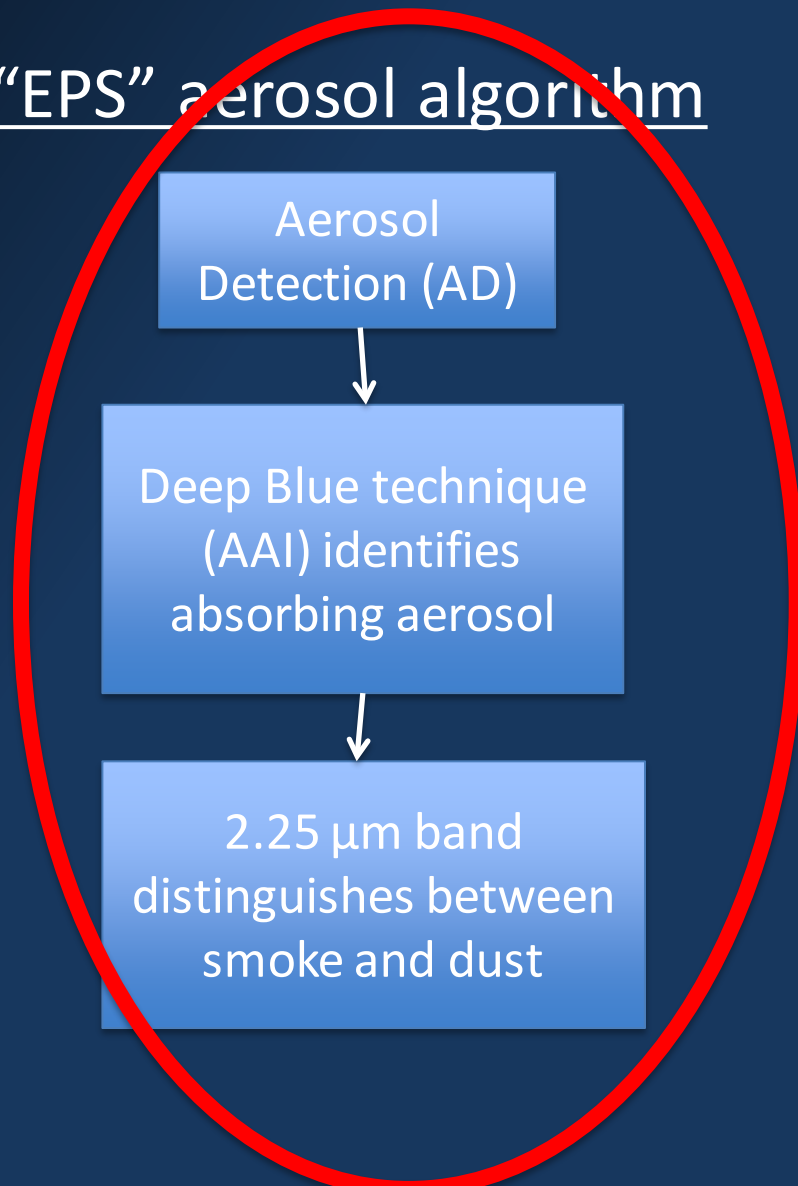 “EPS” aerosol algorithm
Aerosol
Detection (AD)
Deep Blue technique
(AAI) identifies
absorbing aerosol
2.25 µm band
distinguishes between
smoke and dust